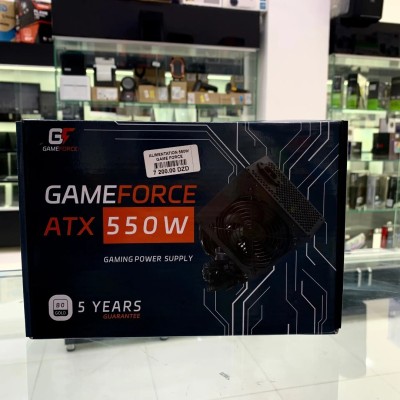 GF
GAMEFORCE
ALIMENTATION 550W
GAME FORCE
7 200.00 DZD
GAMEFORCE
ATX 550W
GAMING POWER SUPPLY
80
GOLD
5 YEARS
GUARANTEE